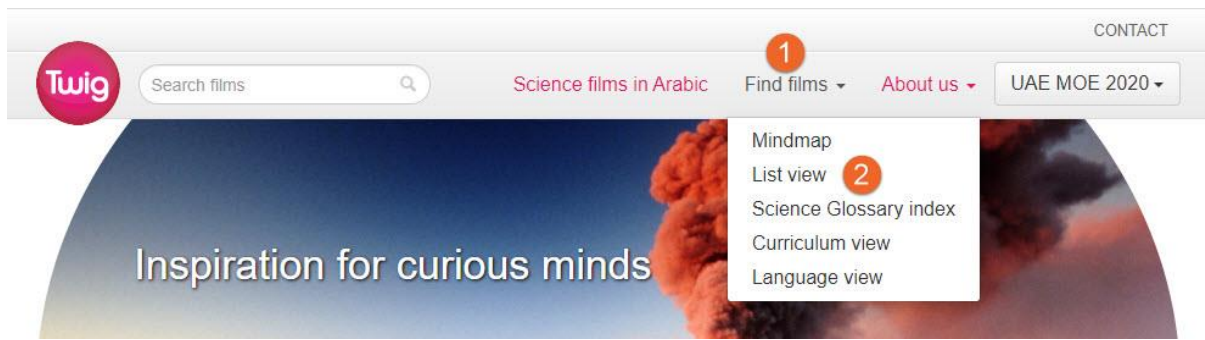 CONTACT
1
Twig
Search films
Science films in Arabic
Find films
About us
UAE MOE 2020
Mindmap
List view
2
Science Glossary index
Curriculum view
Language view
Inspiration for curious minds